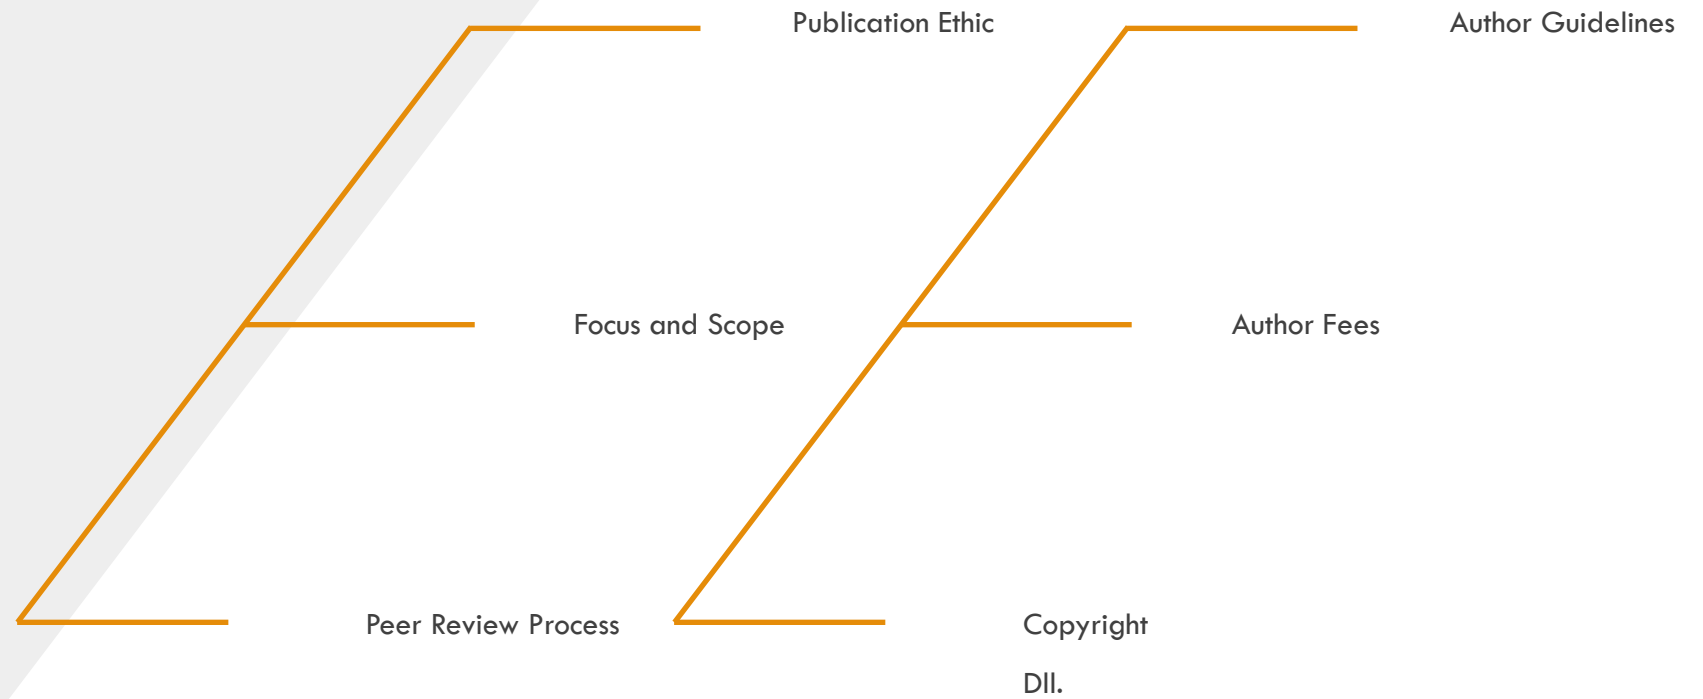 Publication Ethic
Focus and Scope
Peer Review Process
Author Guidelines
Author Fees
Copyright
Dll.